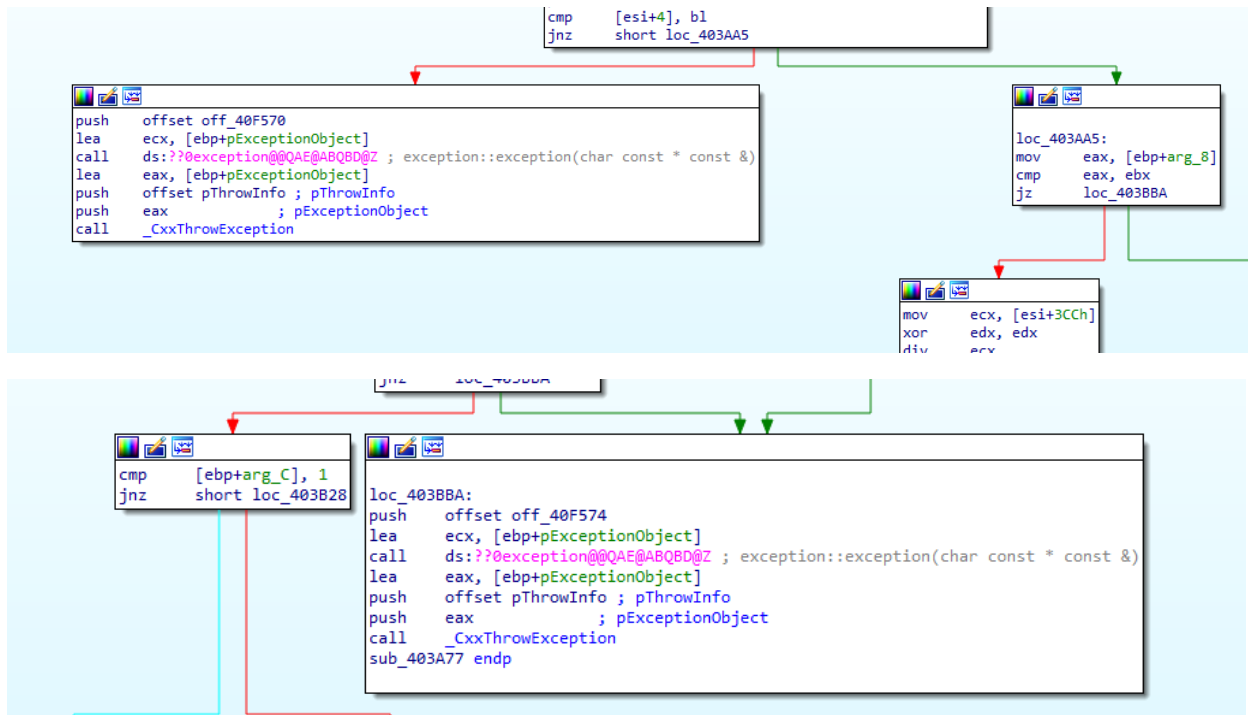 cmp     [esi+4], bl
jnz     short loc_403AA5
push    offset off_40F570
lea     ecx, [ebp+pExceptionObject]
call    ds:??0exception@@QAE@ABQBD@Z ; exception::exception(char const * const &)
lea     eax, [ebp+pExceptionObject]
push    offset pThrowInfo ; pThrowInfo
push    eax             ; pExceptionObject
call    _CxxThrowException
loc_403AA5:
mov     eax, [ebp+arg_8]
cmp     eax, ebx
jz      loc_403BBA
mov     ecx, [esi+3CCh]
xor     edx, edx
div     ecx
jnz     loc_403BBA
cmp     [ebp+arg_C], 1
jnz     short loc_403B28
loc_403BBA:
push    offset off_40F574
lea     ecx, [ebp+pExceptionObject]
call    ds:??0exception@@QAE@ABQBD@Z ; exception::exception(char const * const &)
lea     eax, [ebp+pExceptionObject]
push    offset pThrowInfo ; pThrowInfo
push    eax             ; pExceptionObject
call    _CxxThrowException
sub_403A77 endp